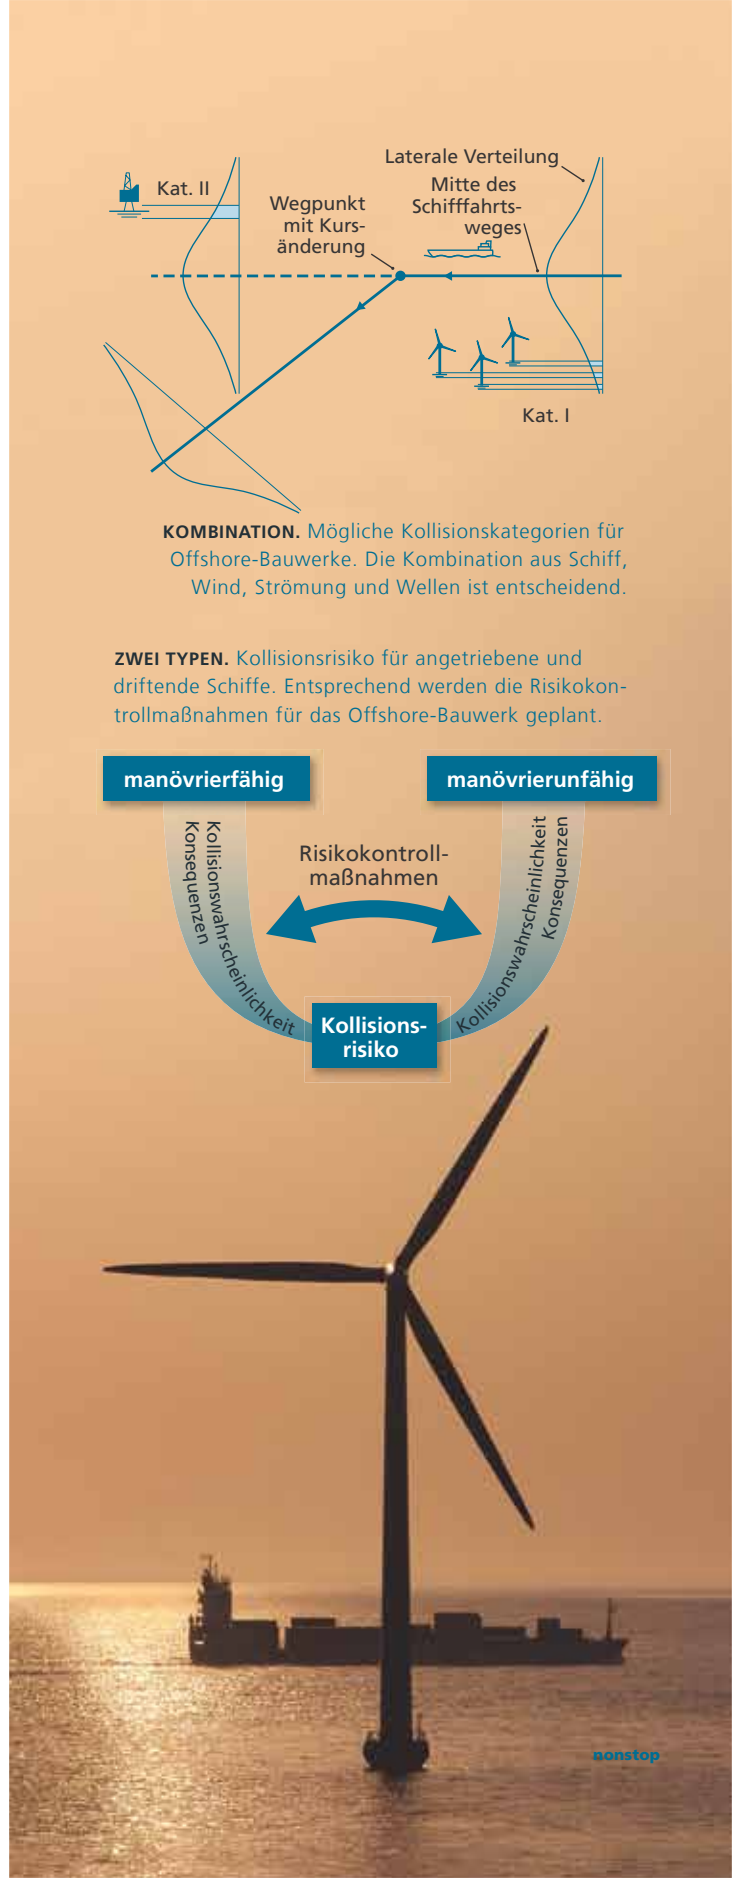 Laterale Verteilung
Kat. II
Mitte des
Schifffahrts-
weges
Wegpunkt
mit Kurs-
änderung
Kat. I
KOMBINATION. Mögliche Kollisionskategorien für
Offshore-Bauwerke. Die Kombination aus Schiff,
Wind, Strömung und Wellen ist entscheidend.
ZWEI TYPEN. Kollisionsrisiko für angetriebene und
driftende Schiffe. Entsprechend werden die Risikokon-
trollmaßnahmen für das Offshore-Bauwerk geplant.
manövrierfähig
manövrierunfähig
Kollisionswahrscheinlichkeit
Konsequenzen
Risikokontroll-
maßnahmen
Kollisionswahrscheinlichkeit
Konsequenzen
Kollisions-
risiko
nonstop